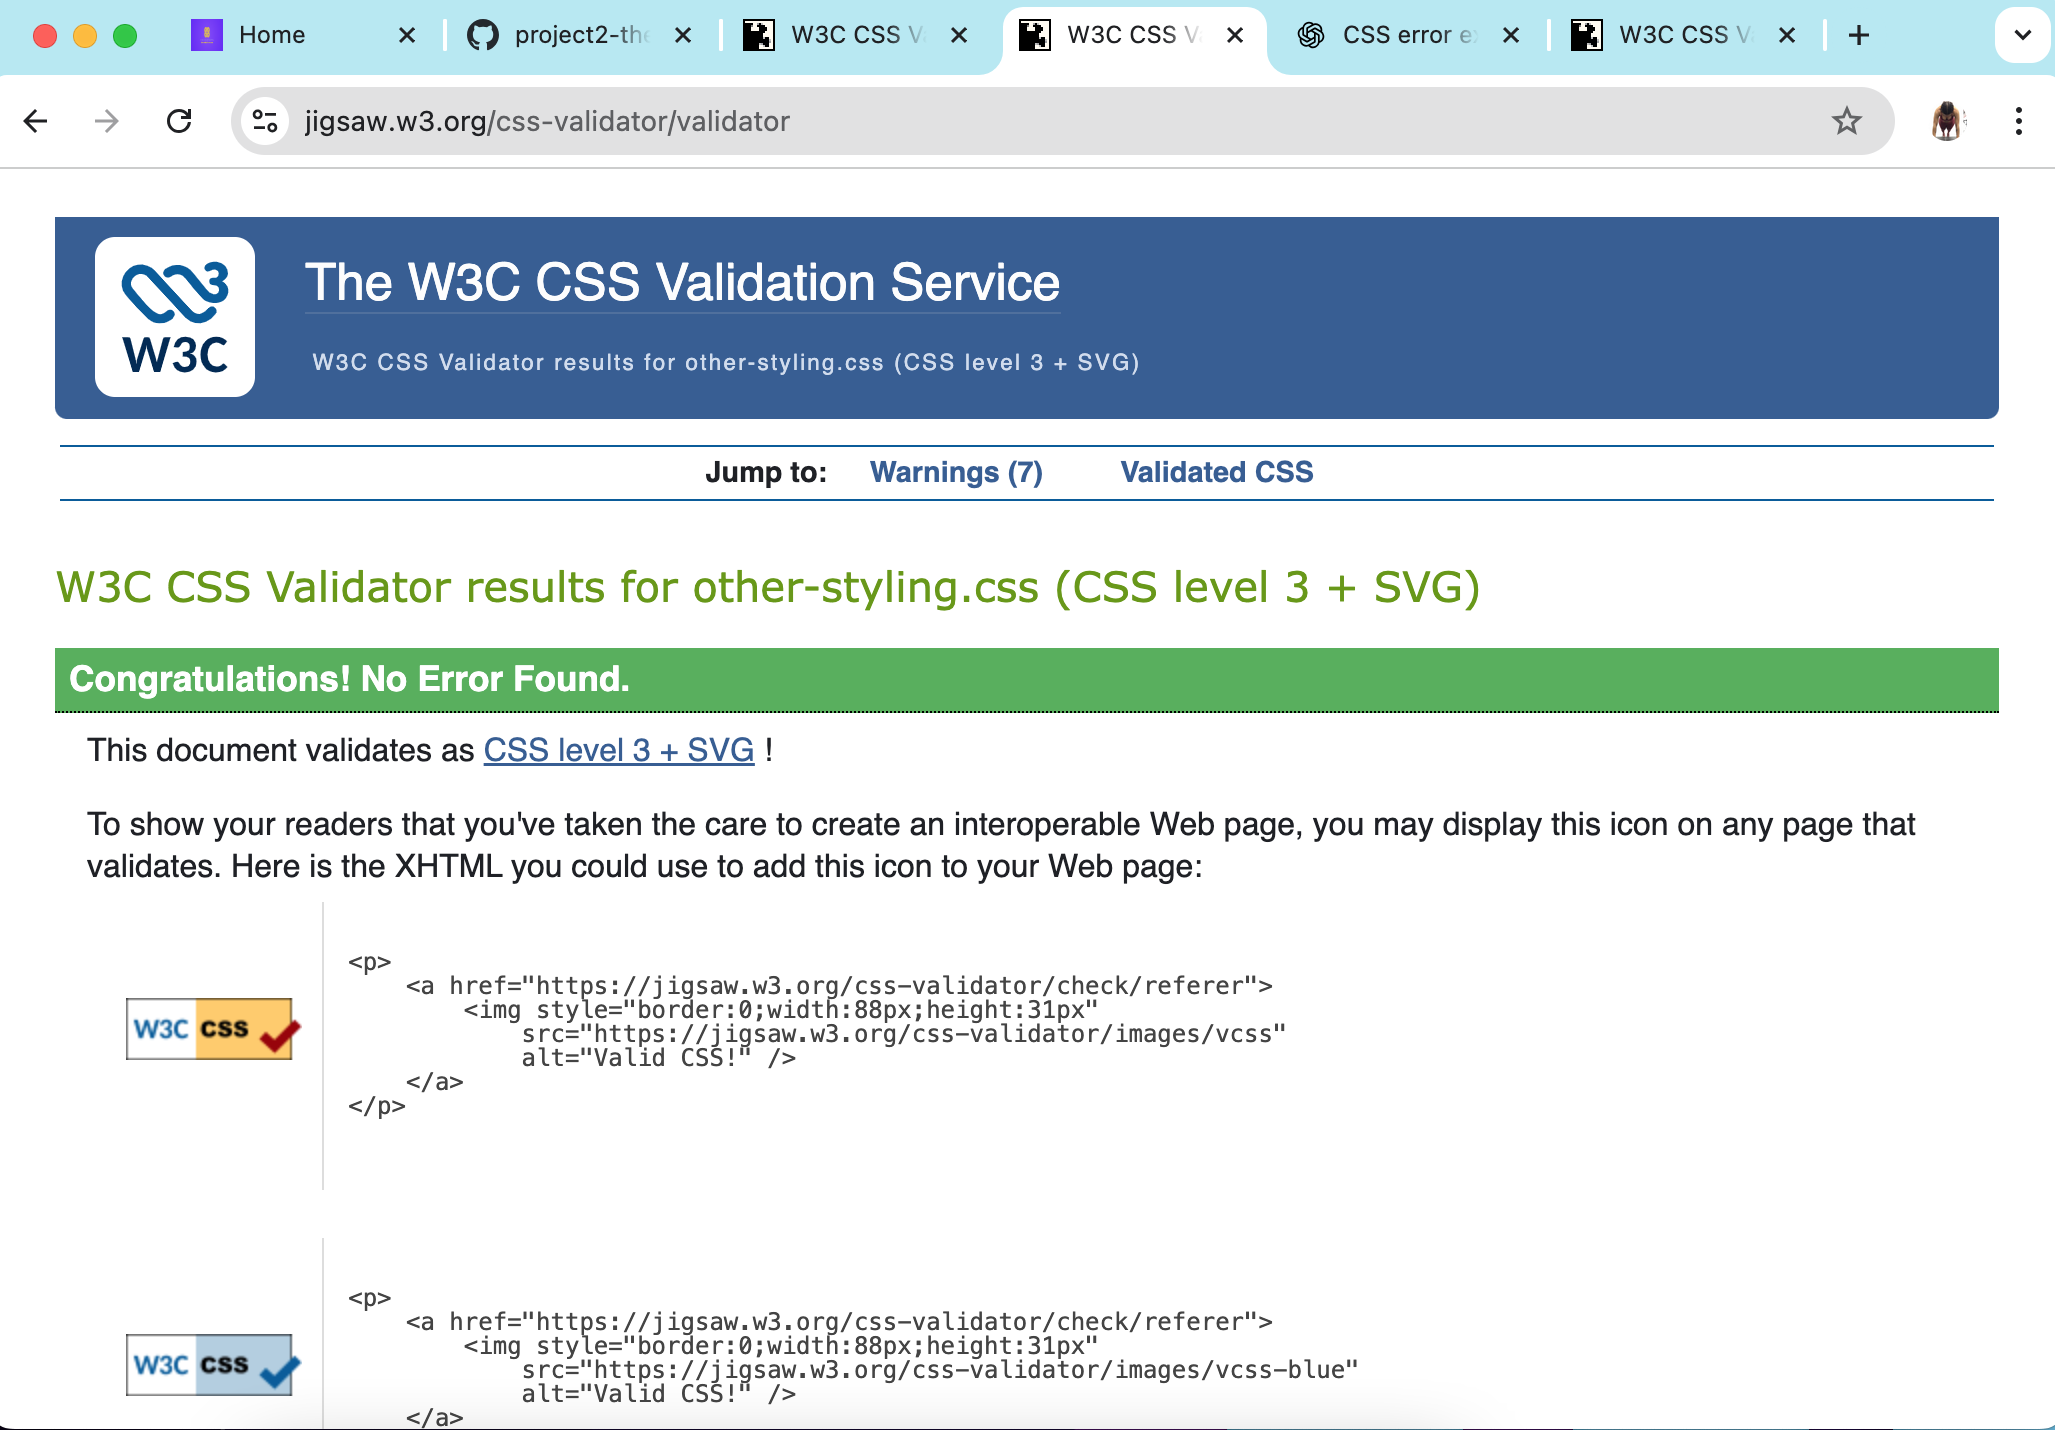 Home
project2-the
W3C CSS V
W3C CSS V
CSS error e
W3C CSS V
jigsaw.w3.org/css-validator/validator
W3C
The W3C CSS Validation Service
W3C CSS Validator results for other-styling.css (CSS level 3 + SVG)
Jump to: Warnings (7) Validated CSS
W3C CSS Validator results for other-styling.css (CSS level 3 + SVG)
Congratulations! No Error Found.
This document validates as CSS level 3 + SVG !
To show your readers that you've taken the care to create an interoperable Web page, you may display this icon on any page that
validates. Here is the XHTML you could use to add this icon to your Web page:
W3C css
<p>
<a href="https://jigsaw.w3.org/css-validator/check/referer">
<img style="border:0;width:88px;height:31px"
src="https://jigsaw.w3.org/css-validator/images/vcss"
alt="Valid CSS!" />
</a>
</p>
W3C css
<p>
<a href="https://jigsaw.w3.org/css-validator/check/referer">
<img style="border:0;width:88px;height:31px"
src="https://jigsaw.w3.org/css-validator/images/vcss-blue"
alt="Valid CSS!" />
</a>